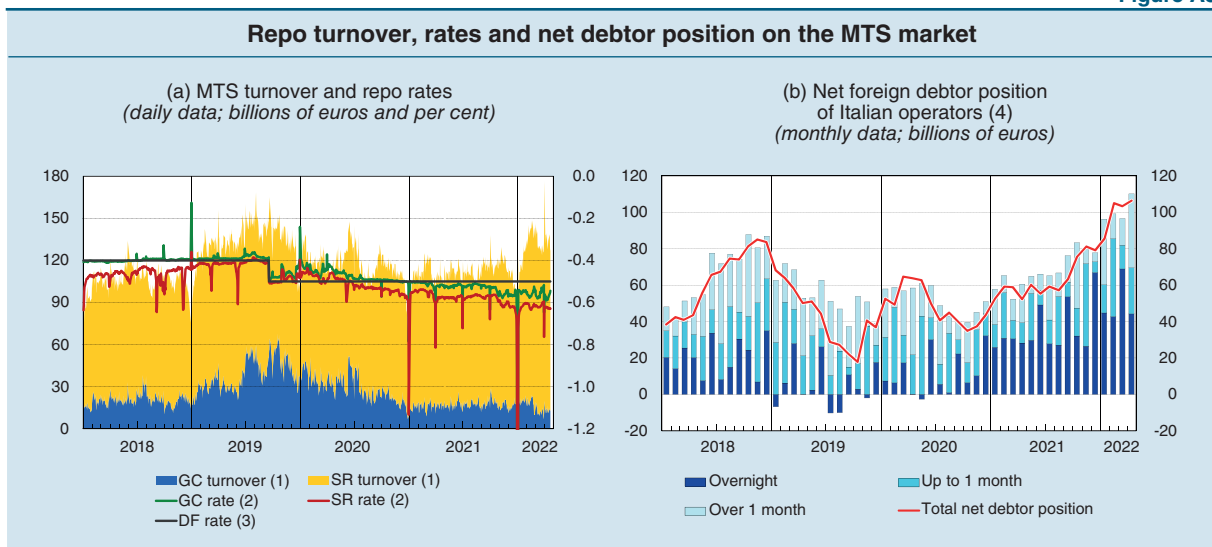 Repo turnover, rates and net debtor position on the MTS market
(a) MTS turnover and repo rates
(daily data; billions of euros and per cent)
180
150
120
90
60
30
0
0.0
-0.2
-0.4
-0.6
-0.8
-1.0
-1.2
2018
2019
2020
2021
2022
GC turnover (1)
SR turnover (1)
GC rate (2)
SR rate (2)
DF rate (3)
(b) Net foreign debtor position
of Italian operators (4)
(monthly data; billions of euros)
120
100
80
60
40
20
0
-20
120
100
80
60
40
20
0
-20
2018
2019
2020
2021
2022
Overnight
Up to 1 month
Over 1 month
Total net debtor position